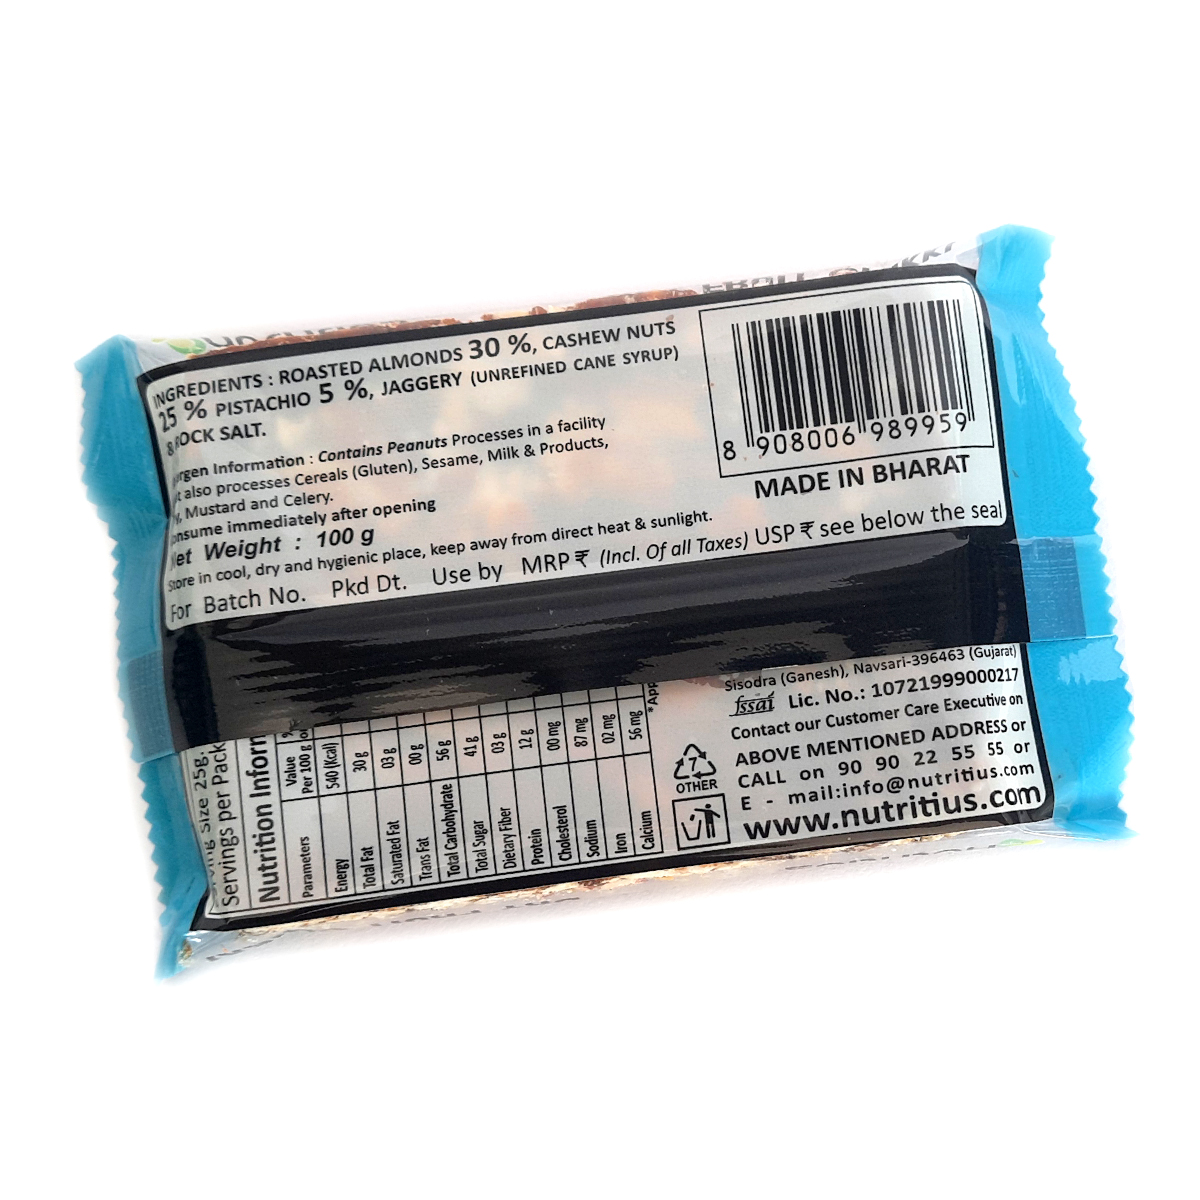 INGREDIENTS : ROASTED ALMONDS 30 %, CASHEW NUTS
25 % PISTACHIO 5 %, JAGGERY (UNREFINED CANE SYRUP)
& ROCK SALT.
Information : Contains Peanuts Processes in a facility
also processes Cereals (Gluten), Sesame, Milk & Products,
Mustard and Celery.
immediately after opening
Net Weight : 100 g
Store in cool, dry and hygienic place, keep away from direct heat & sunlight.
For Batch No. Pkd Dt. Use by MRP ₹ (Incl. Of all Taxes) USP ₹ see below the seal
8 908006 989959
MADE IN BHARAT
Size 25g.
Servings per Pack
Nutrition
Parameters Value
Per 100 g
Energy 540 (Kcal)
Total Fat 30 g
Saturated Fat 03 g
Trans Fat 00 g
Total Carbohydrate 56 g
Total Sugar 41 g
Dietary Fiber 03 g
Protein 12 g
Cholesterol 00 mg
Sodium 87 mg
Iron 02 mg
Calcium 56 mg
Sisodra (Ganesh), Navsari-396463 (Gujarat)
fssai Lic. No.: 10721999000217
Contact our Customer Care Executive on
ABOVE MENTIONED ADDRESS or
CALL on 90 90 22 55 55 or
E - mail:info@nutritius.com
www.nutritius.com
7
OTHER